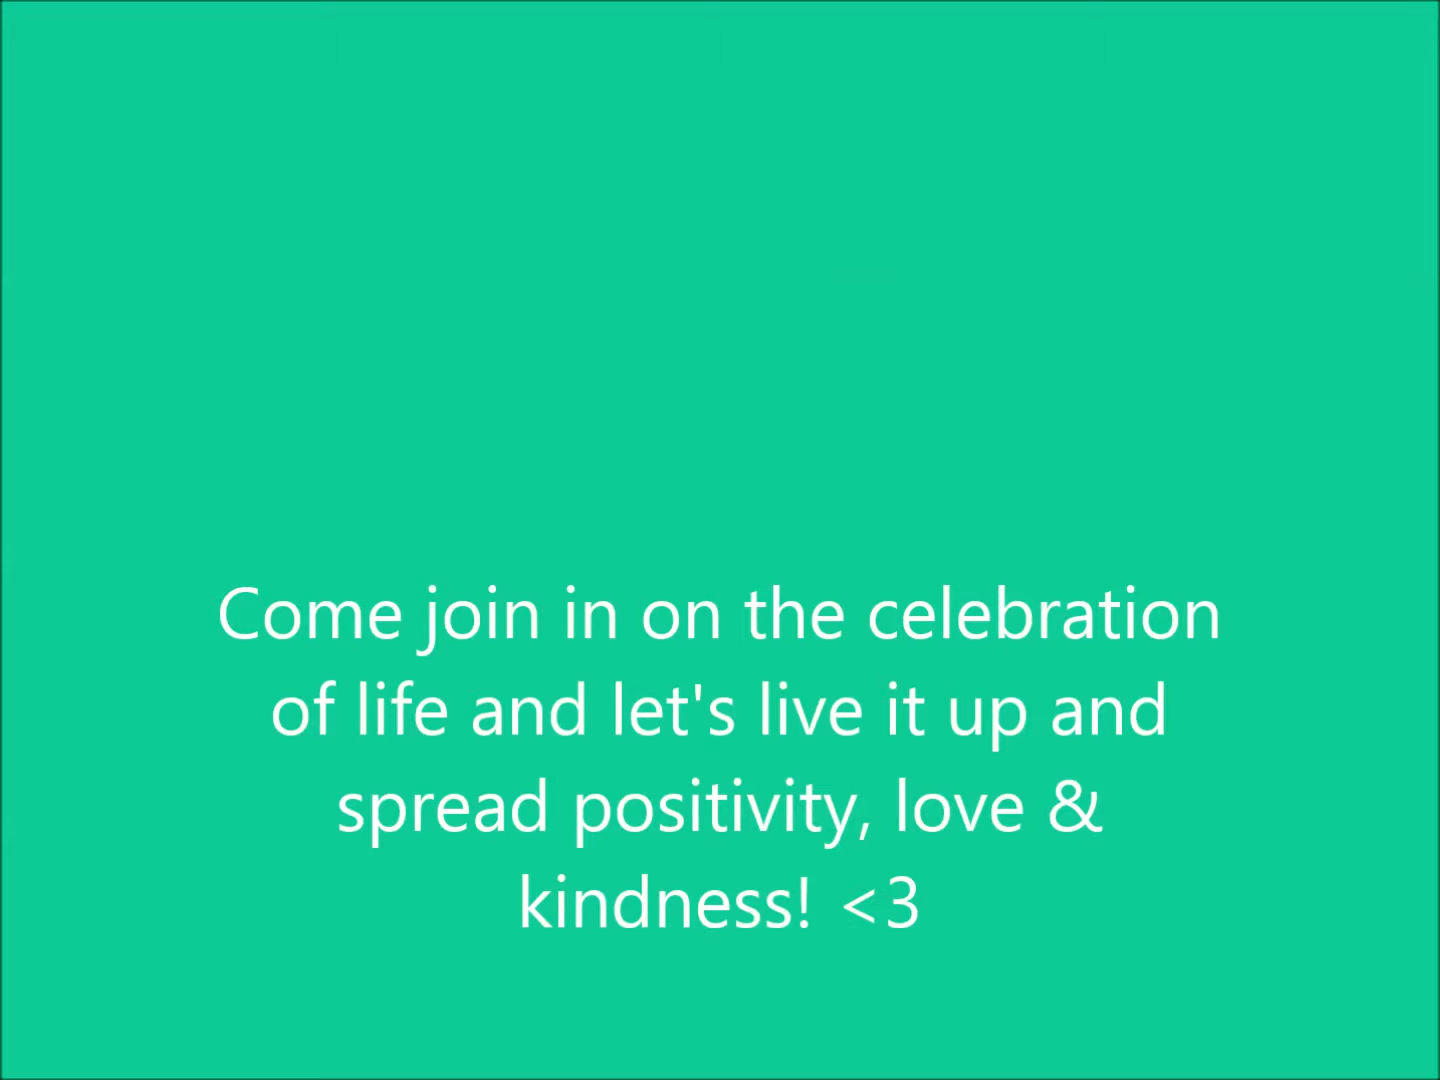 Come join in on the celebration
of life and let's live it up and
spread positivity, love &
kindness! <3